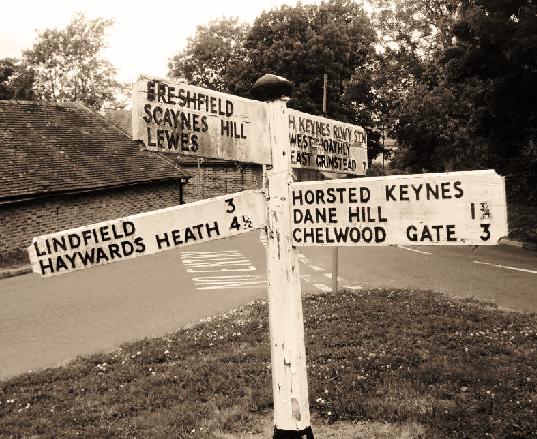 FRESHFIELD
SCAYNES HILL
LEWES
H. KEYNES RLWY STN
WEST HOATHLY
EAST GRINSTEAD 7
HORSTED KEYNES
DANE HILL 1¾
CHELWOOD GATE 3
LINDFIELD 3
HAYWARDS HEATH 4½